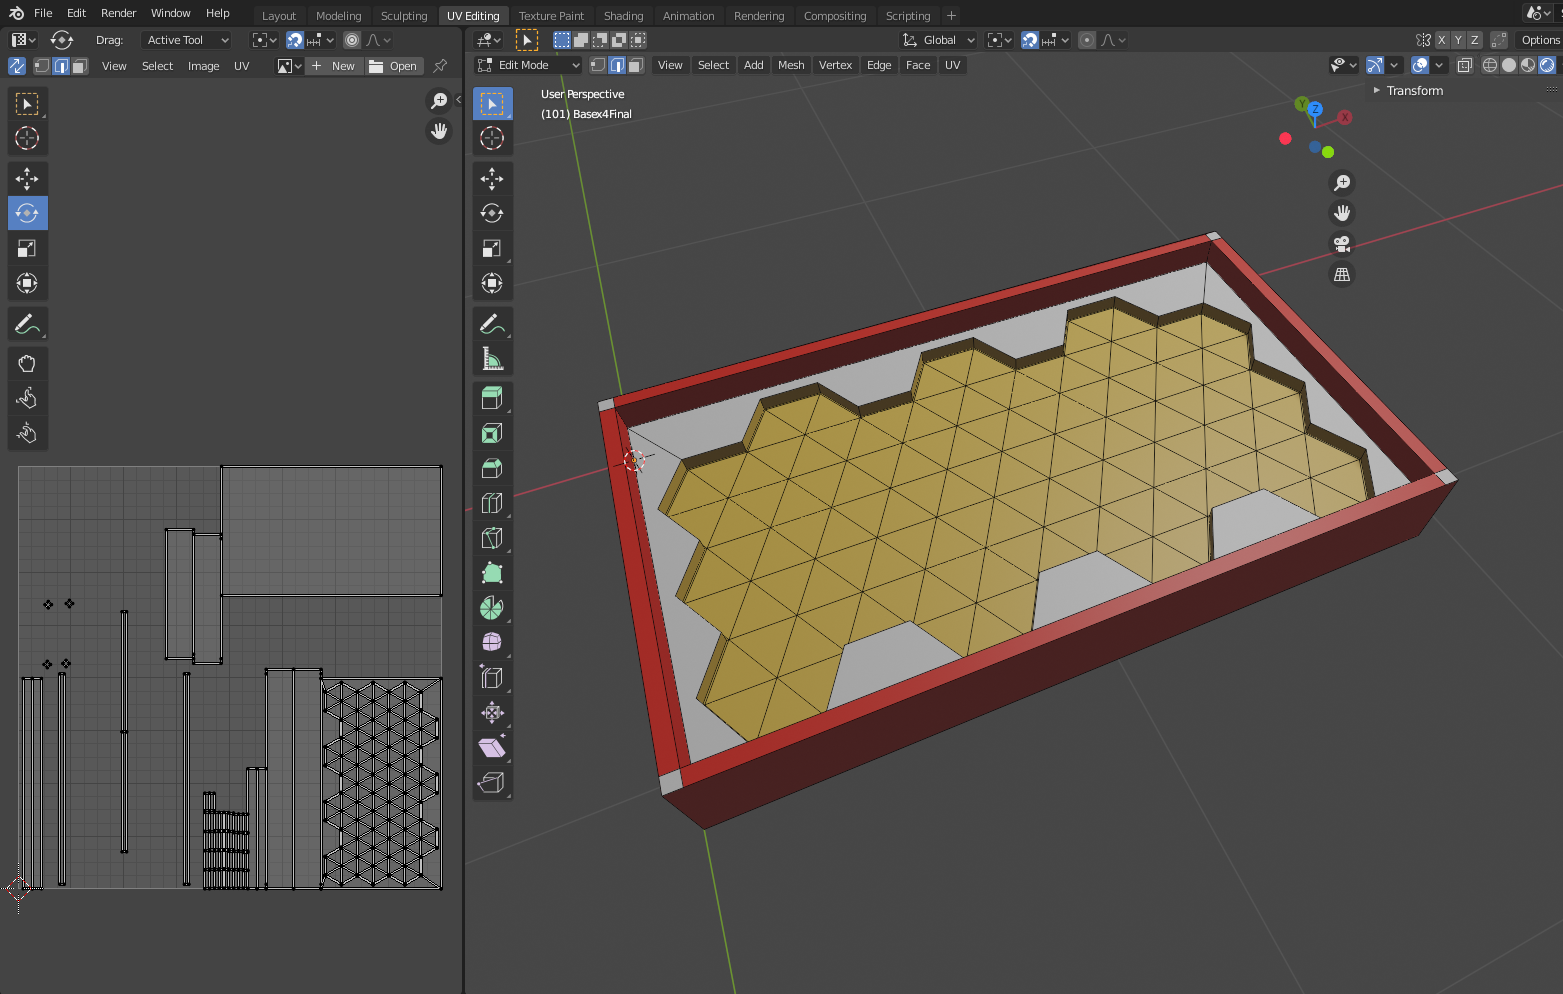 File Edit Render Window Help Layout Modeling Sculpting UV Editing Texture Paint Shading Animation Rendering Compositing Scripting +
Drag: Active Tool Global X Y Z Options
View Select Image UV + New Open Edit Mode View Select Add Mesh Vertex Edge Face UV
Transform
User Perspective
(101) Basex4Final
Y Z X